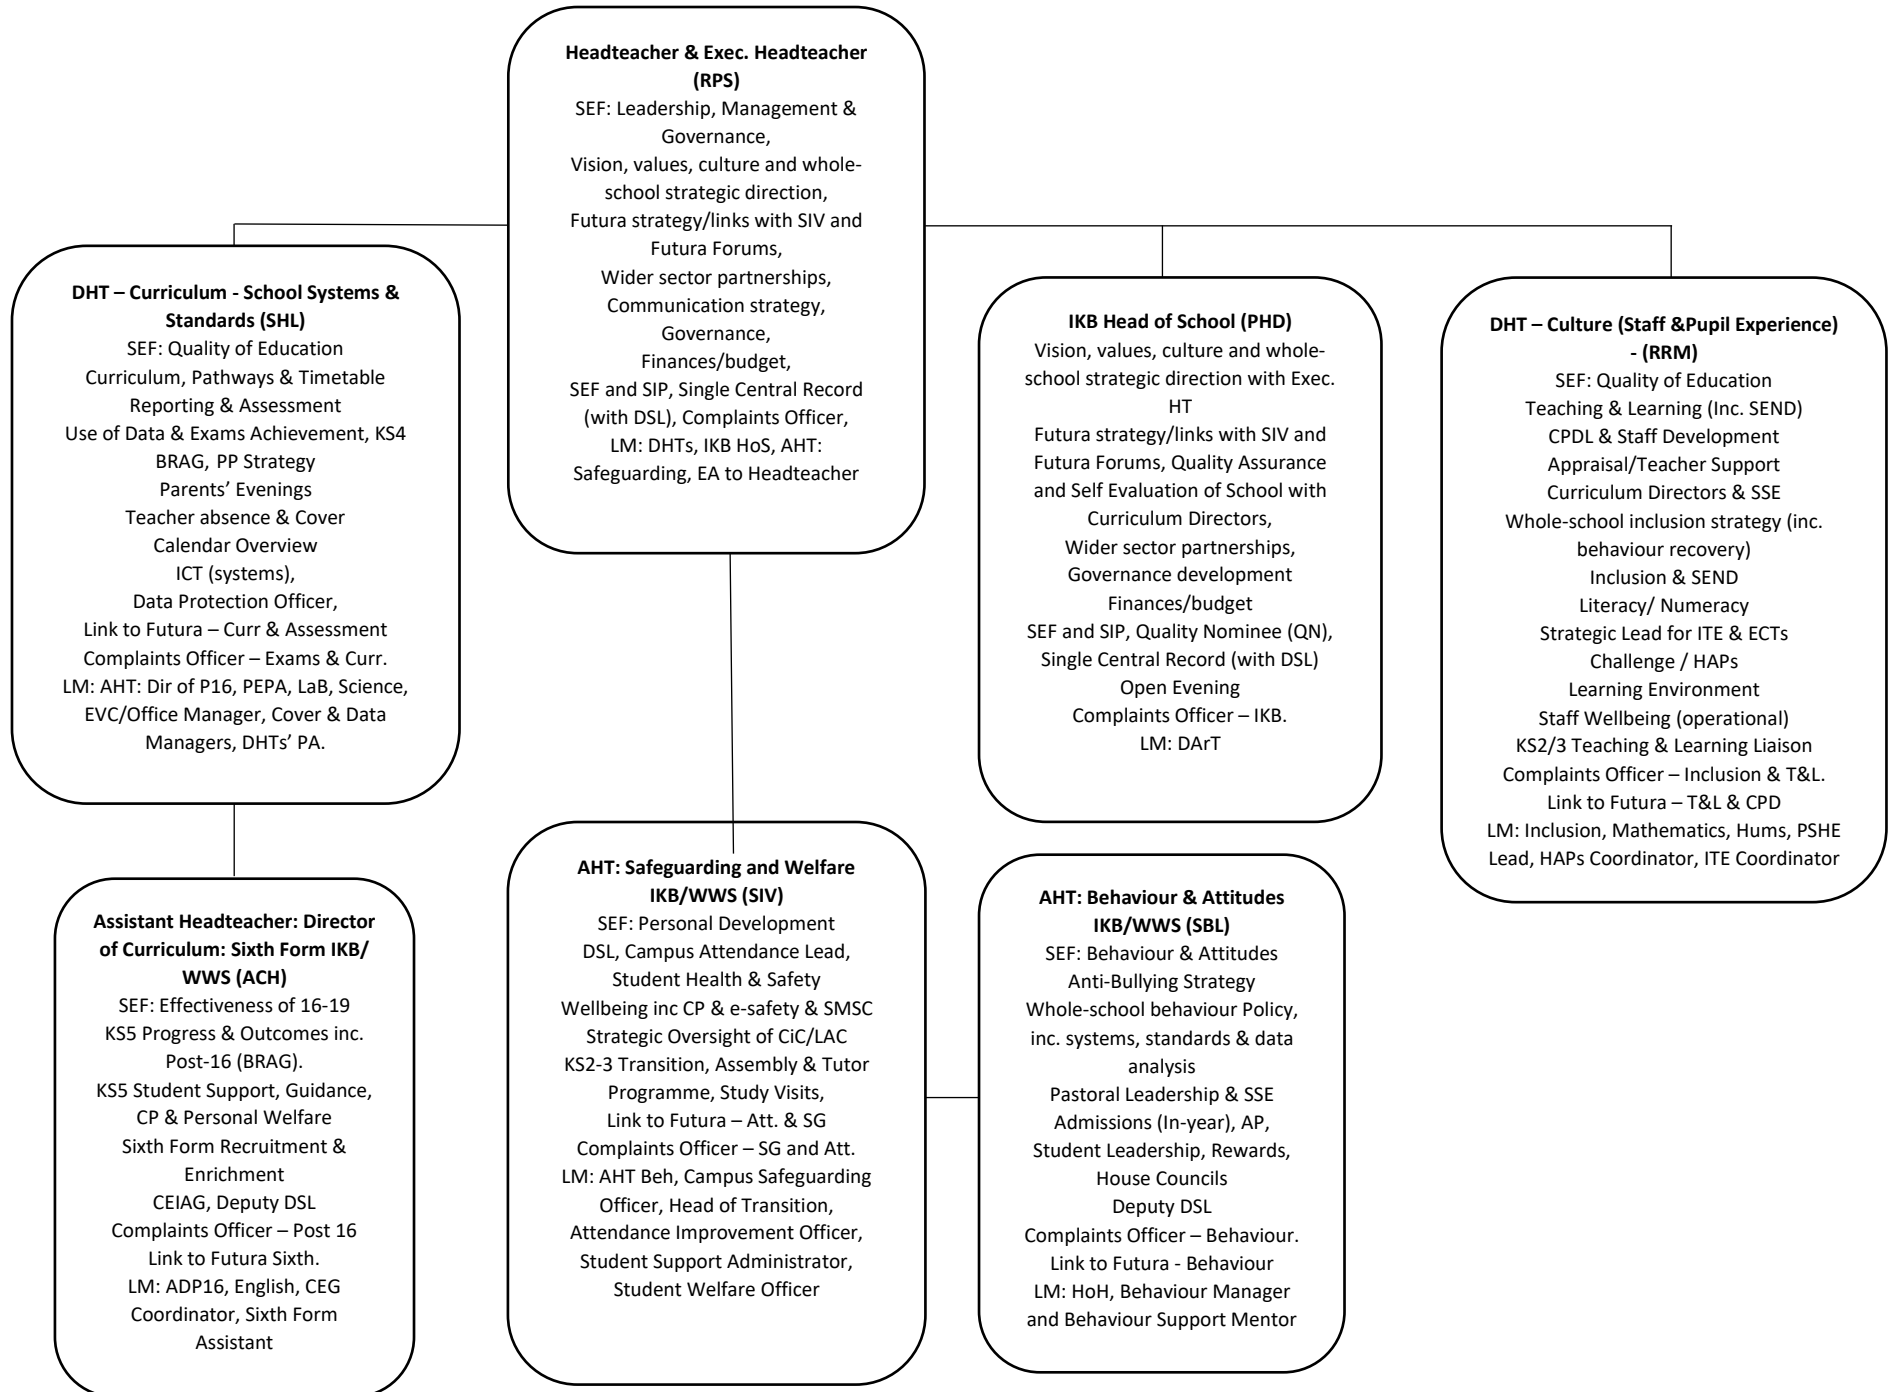 Headteacher & Exec. Headteacher
(RPS)
SEF: Leadership, Management &
Governance,
Vision, values, culture and whole-
school strategic direction,
Futura strategy/links with SIV and
Futura Forums,
Wider sector partnerships,
Communication strategy,
Governance,
Finances/budget,
SEF and SIP, Single Central Record
(with DSL), Complaints Officer,
LM: DHTs, IKB HoS, AHT:
Safeguarding, EA to Headteacher
DHT – Curriculum - School Systems &
Standards (SHL)
SEF: Quality of Education
Curriculum, Pathways & Timetable
Reporting & Assessment
Use of Data & Exams Achievement, KS4
BRAG, PP Strategy
Parents’ Evenings
Teacher absence & Cover
Calendar Overview
ICT (systems),
Data Protection Officer,
Link to Futura – Curr & Assessment
Complaints Officer – Exams & Curr.
LM: AHT: Dir of P16, PEPA, LaB, Science,
EVC/Office Manager, Cover & Data
Managers, DHTs’ PA.
IKB Head of School (PHD)
Vision, values, culture and whole-
school strategic direction with Exec.
HT
Futura strategy/links with SIV and
Futura Forums, Quality Assurance
and Self Evaluation of School with
Curriculum Directors,
Wider sector partnerships,
Governance development
Finances/budget
SEF and SIP, Quality Nominee (QN),
Single Central Record (with DSL)
Open Evening
Complaints Officer – IKB.
LM: DArT
DHT – Culture (Staff &Pupil Experience)
- (RRM)
SEF: Quality of Education
Teaching & Learning (Inc. SEND)
CPDL & Staff Development
Appraisal/Teacher Support
Curriculum Directors & SSE
Whole-school inclusion strategy (inc.
behaviour recovery)
Inclusion & SEND
Literacy/ Numeracy
Strategic Lead for ITE & ECTs
Challenge / HAPs
Learning Environment
Staff Wellbeing (operational)
KS2/3 Teaching & Learning Liaison
Complaints Officer – Inclusion & T&L.
Link to Futura – T&L & CPD
LM: Inclusion, Mathematics, Hums, PSHE
Lead, HAPs Coordinator, ITE Coordinator
Assistant Headteacher: Director
of Curriculum: Sixth Form IKB/
WWS (ACH)
SEF: Effectiveness of 16-19
KS5 Progress & Outcomes inc.
Post-16 (BRAG).
KS5 Student Support, Guidance,
CP & Personal Welfare
Sixth Form Recruitment &
Enrichment
CEIAG, Deputy DSL
Complaints Officer – Post 16
Link to Futura Sixth.
LM: ADP16, English, CEG
Coordinator, Sixth Form
Assistant
AHT: Safeguarding and Welfare
IKB/WWS (SIV)
SEF: Personal Development
DSL, Campus Attendance Lead,
Student Health & Safety
Wellbeing inc CP & e-safety & SMSC
Strategic Oversight of CiC/LAC
KS2-3 Transition, Assembly & Tutor
Programme, Study Visits,
Link to Futura – Att. & SG
Complaints Officer – SG and Att.
LM: AHT Beh, Campus Safeguarding
Officer, Head of Transition,
Attendance Improvement Officer,
Student Support Administrator,
Student Welfare Officer
AHT: Behaviour & Attitudes
IKB/WWS (SBL)
SEF: Behaviour & Attitudes
Anti-Bullying Strategy
Whole-school behaviour Policy,
inc. systems, standards & data
analysis
Pastoral Leadership & SSE
Admissions (In-year), AP,
Student Leadership, Rewards,
House Councils
Deputy DSL
Complaints Officer – Behaviour.
Link to Futura - Behaviour
LM: HoH, Behaviour Manager
and Behaviour Support Mentor